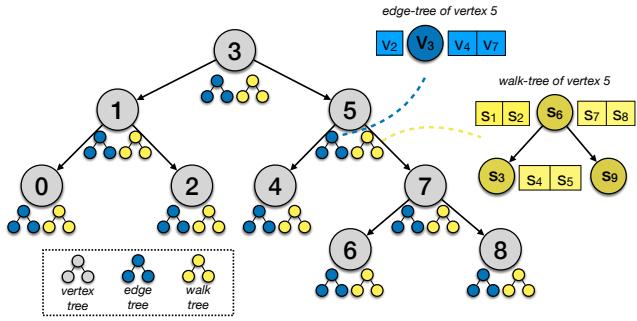 edge-tree of vertex 5
V2 V3 V4 V7
3
walk-tree of vertex 5
1
5
S1 S2 S6 S7 S8
0
2
4
7
S3 S4 S5 S9
6
8
vertex tree
edge tree
walk tree